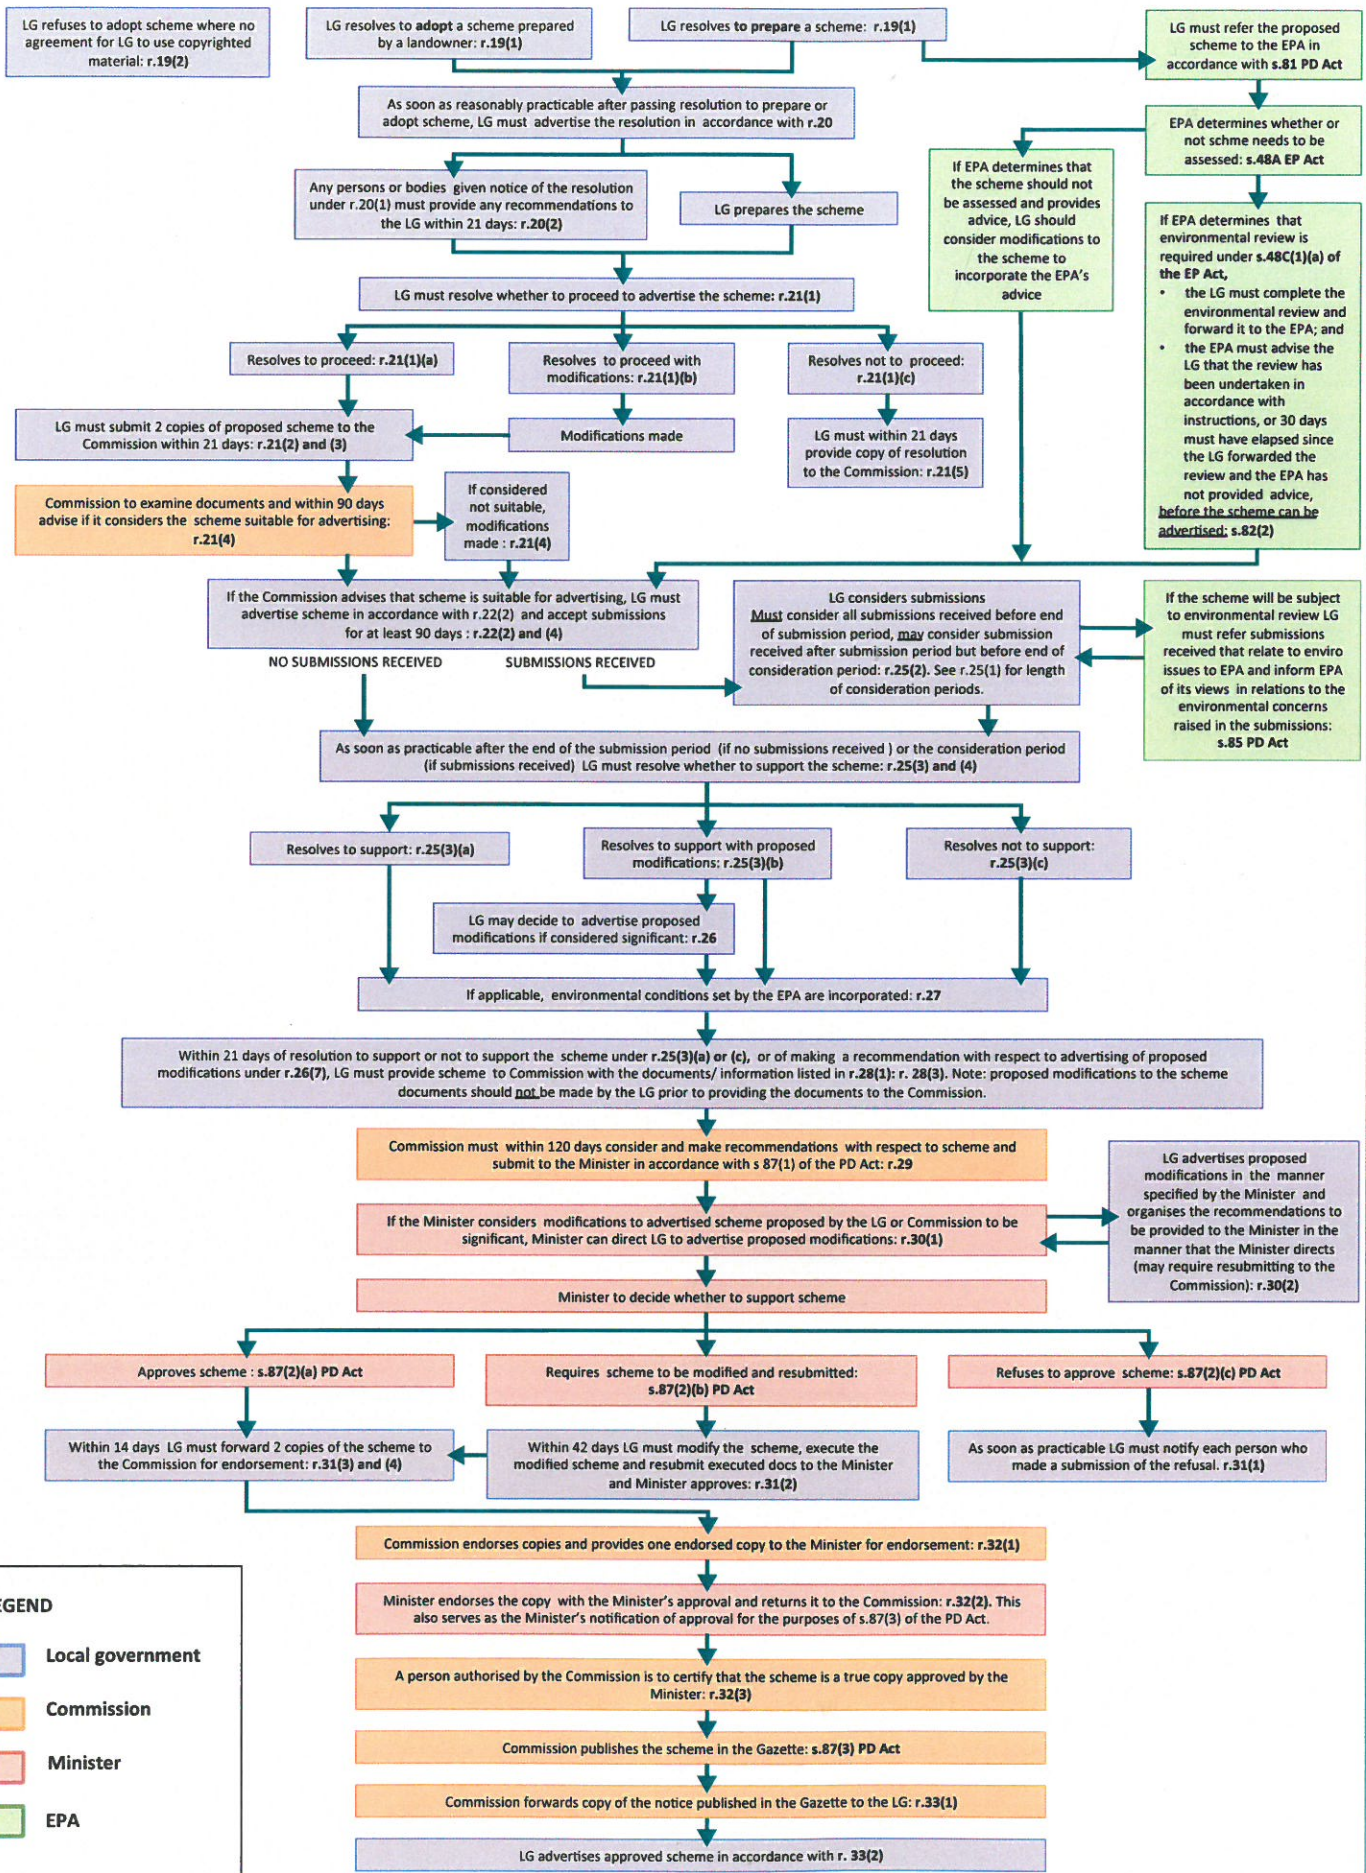 LG refuses to adopt scheme where no
agreement for LG to use copyrighted
material: r.19(2)
LG resolves to adopt a scheme prepared
by a landowner: r.19(1)
LG resolves to prepare a scheme: r.19(1)
LG must refer the proposed
scheme to the EPA in
accordance with s.81 PD Act
As soon as reasonably practicable after passing resolution to prepare or
adopt scheme, LG must advertise the resolution in accordance with r.20
EPA determines whether or
not schme needs to be
assessed: s.48A EP Act
Any persons or bodies given notice of the resolution
under r.20(1) must provide any recommendations to
the LG within 21 days: r.20(2)
LG prepares the scheme
If EPA determines that
the scheme should not
be assessed and provides
advice, LG should
consider modifications to
the scheme to
incorporate the EPA's
advice
If EPA determines that
environmental review is
required under s.48C(1)(a) of
the EP Act,
• the LG must complete the
environmental review and
forward it to the EPA; and
• the EPA must advise the
LG that the review has
been undertaken in
accordance with
instructions, or 30 days
must have elapsed since
the LG forwarded the
review and the EPA has
not provided advice,
before the scheme can be
advertised: s.82(2)
LG must resolve whether to proceed to advertise the scheme: r.21(1)
Resolves to proceed: r.21(1)(a)
Resolves to proceed with
modifications: r.21(1)(b)
Resolves not to proceed:
r.21(1)(c)
LG must submit 2 copies of proposed scheme to the
Commission within 21 days: r.21(2) and (3)
Modifications made
LG must within 21 days
provide copy of resolution
to the Commission: r.21(5)
Commission to examine documents and within 90 days
advise if it considers the scheme suitable for advertising:
r.21(4)
If considered
not suitable,
modifications
made : r.21(4)
If the Commission advises that scheme is suitable for advertising, LG must
advertise scheme in accordance with r.22(2) and accept submissions
for at least 90 days : r.22(2) and (4)
LG considers submissions
Must consider all submissions received before end
of submission period, may consider submission
received after submission period but before end of
consideration period: r.25(2). See r.25(1) for length
of consideration periods.
If the scheme will be subject
to environmental review LG
must refer submissions
received that relate to enviro
issues to EPA and inform EPA
of its views in relations to the
environmental concerns
raised in the submissions:
s.85 PD Act
NO SUBMISSIONS RECEIVED
SUBMISSIONS RECEIVED
As soon as practicable after the end of the submission period (if no submissions received ) or the consideration period
(if submissions received) LG must resolve whether to support the scheme: r.25(3) and (4)
Resolves to support: r.25(3)(a)
Resolves to support with proposed
modifications: r.25(3)(b)
Resolves not to support:
r.25(3)(c)
LG may decide to advertise proposed
modifications if considered significant: r.26
If applicable, environmental conditions set by the EPA are incorporated: r.27
Within 21 days of resolution to support or not to support the scheme under r.25(3)(a) or (c), or of making a recommendation with respect to advertising of proposed
modifications under r.26(7), LG must provide scheme to Commission with the documents/ information listed in r.28(1): r. 28(3). Note: proposed modifications to the scheme
documents should not be made by the LG prior to providing the documents to the Commission.
Commission must within 120 days consider and make recommendations with respect to scheme and
submit to the Minister in accordance with s 87(1) of the PD Act: r.29
If the Minister considers modifications to advertised scheme proposed by the LG or Commission to be
significant, Minister can direct LG to advertise proposed modifications: r.30(1)
LG advertises proposed
modifications in the manner
specified by the Minister and
organises the recommendations to
be provided to the Minister in the
manner that the Minister directs
(may require resubmitting to the
Commission): r.30(2)
Minister to decide whether to support scheme
Approves scheme : s.87(2)(a) PD Act
Requires scheme to be modified and resubmitted:
s.87(2)(b) PD Act
Refuses to approve scheme: s.87(2)(c) PD Act
Within 14 days LG must forward 2 copies of the scheme to
the Commission for endorsement: r.31(3) and (4)
Within 42 days LG must modify the scheme, execute the
modified scheme and resubmit executed docs to the Minister
and Minister approves: r.31(2)
As soon as practicable LG must notify each person who
made a submission of the refusal. r.31(1)
Commission endorses copies and provides one endorsed copy to the Minister for endorsement: r.32(1)
Minister endorses the copy with the Minister's approval and returns it to the Commission: r.32(2). This
also serves as the Minister's notification of approval for the purposes of s.87(3) of the PD Act.
A person authorised by the Commission is to certify that the scheme is a true copy approved by the
Minister: r.32(3)
Commission publishes the scheme in the Gazette: s.87(3) PD Act
Commission forwards copy of the notice published in the Gazette to the LG: r.33(1)
LG advertises approved scheme in accordance with r. 33(2)
EGEND
Local government
Commission
Minister
EPA